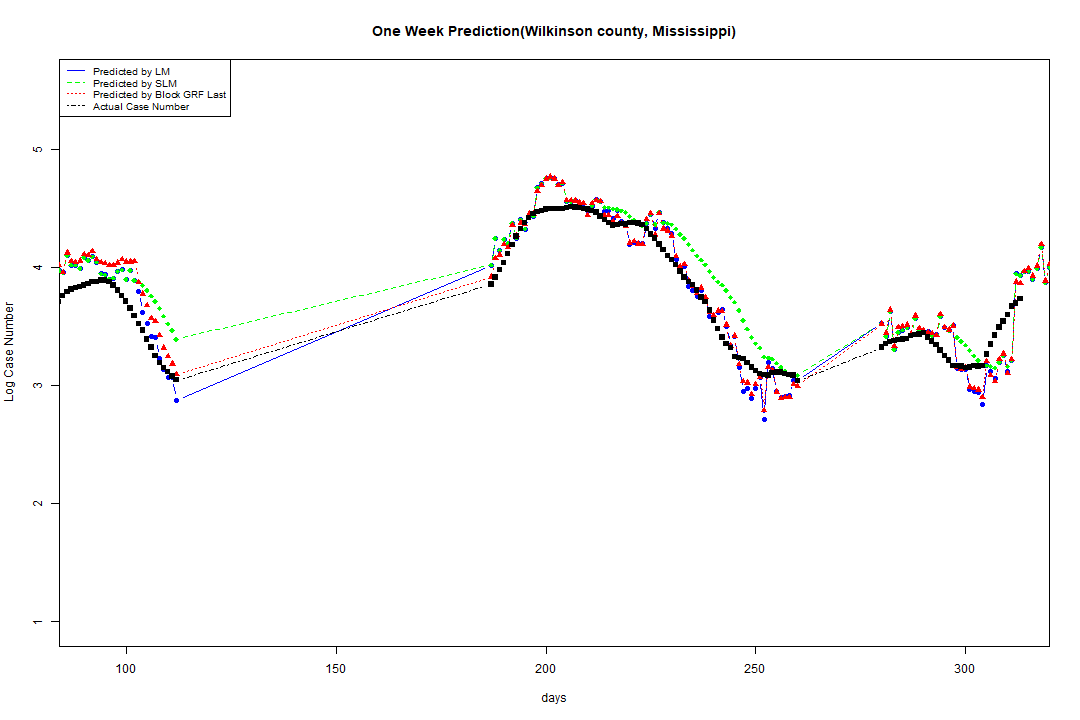 One Week Prediction(Wilkinson county, Mississippi)
Predicted by LM
Predicted by SLM
Predicted by Block GRF Last
Actual Case Number
Log Case Number
5
4
3
2
1
100
150
200
250
300
days